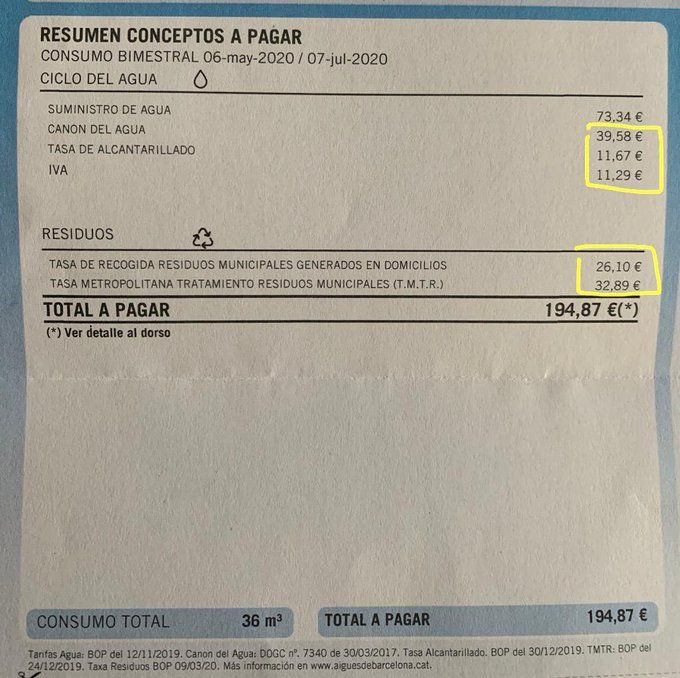 RESUMEN CONCEPTOS A PAGAR
CONSUMO BIMESTRAL 06-may-2020 / 07-jul-2020
CICLO DEL AGUA
SUMINISTRO DE AGUA 73,34 €
CANON DEL AGUA 39,58 €
TASA DE ALCANTARILLADO 11,67 €
IVA 11,29 €
RESIDUOS
TASA DE RECOGIDA RESIDUOS MUNICIPALES GENERADOS EN DOMICILIOS 26,10 €
TASA METROPOLITANA TRATAMIENTO RESIDUOS MUNICIPALES (T.M.T.R.) 32,89 €
TOTAL A PAGAR 194,87 €(*)
(*) Ver detalle al dorso
CONSUMO TOTAL 36 m³ TOTAL A PAGAR 194,87 €
Tarifas Agua: BOP del 12/11/2019. Canon del Agua: DOGC nº. 7340 de 30/03/2017. Tasa Alcantarillado. BOP del 30/12/2019. TMTR: BOP del
24/12/2019. Taxa Residuos BOP 09/03/20. Más información en www.aiguesdebarcelona.cat.